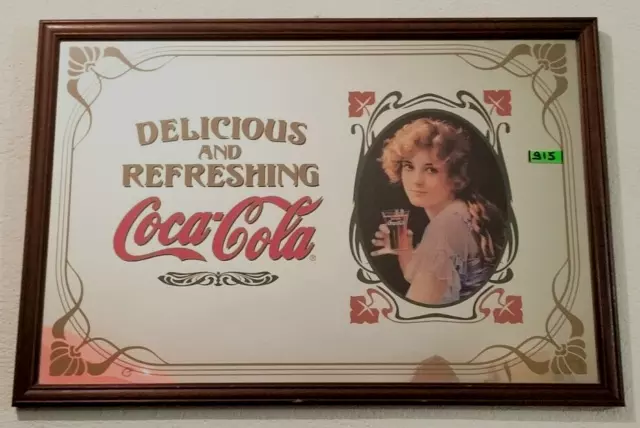 DELICIOUS
AND
REFRESHING
Coca-Cola®
915